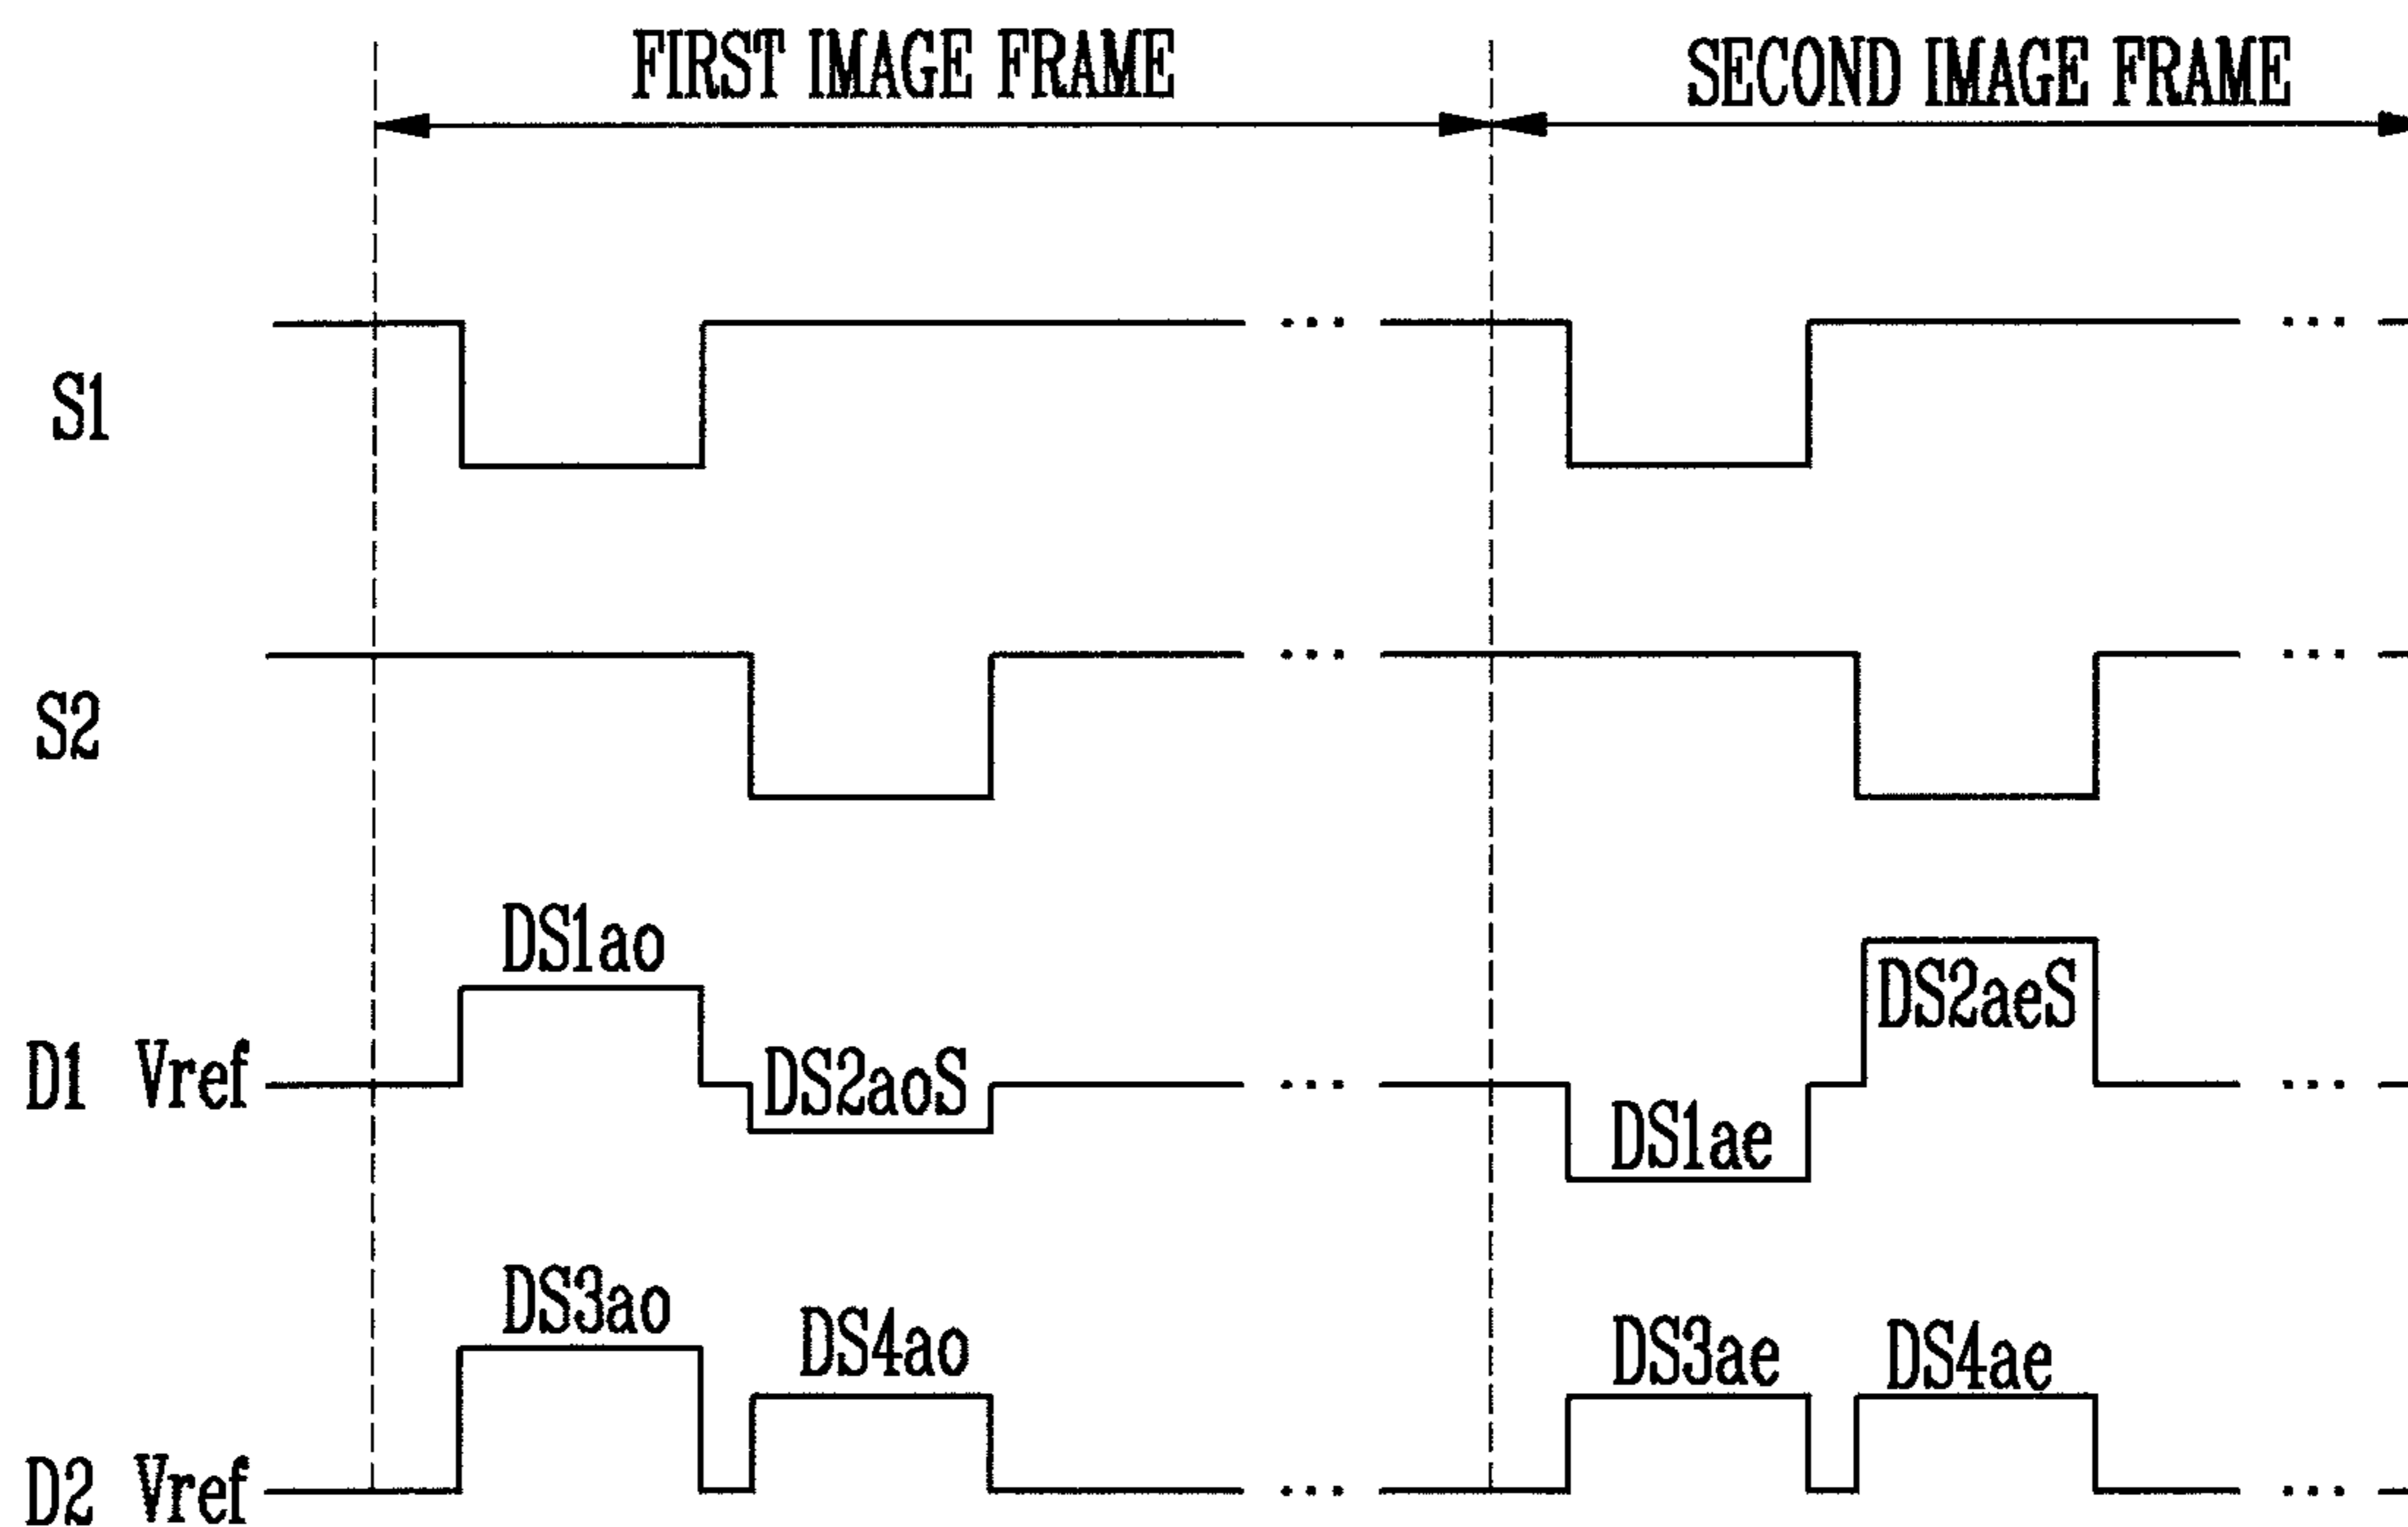 FIRST IMAGE FRAME
SECOND IMAGE FRAME
S1
S2
DS1ao
DS2aeS
D1 Vref
DS2aoS
DS1ae
DS3ao
DS4ao
DS3ae
DS4ae
D2 Vref